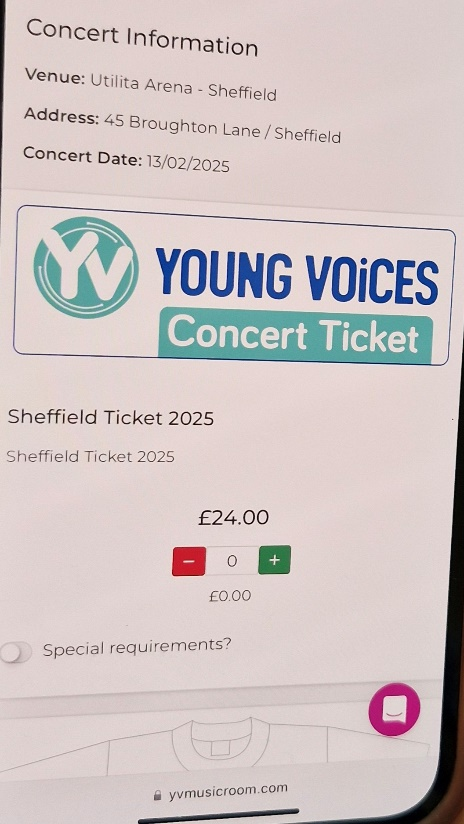 Concert Information
Venue: Utilita Arena - Sheffield
Address: 45 Broughton Lane / Sheffield
Concert Date: 13/02/2025
YV YOUNG VOiCES
Concert Ticket
Sheffield Ticket 2025
Sheffield Ticket 2025
£24.00
- 0 +
£0.00
Special requirements?
yvmusicroom.com